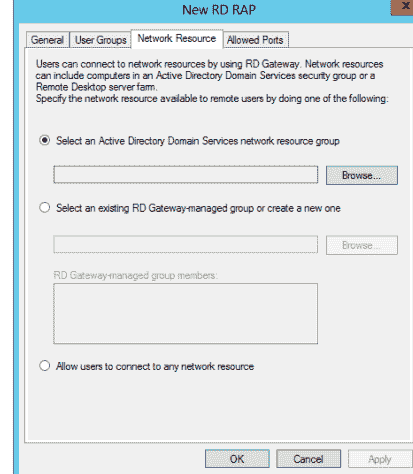 New RD RAP
x
General User Groups Network Resource Allowed Ports
Users can connect to network resources by using RD Gateway. Network resources
can include computers in an Active Directory Domain Services security group or a
Remote Desktop server farm.
Specify the network resource available to remote users by doing one of the following:
Select an Active Directory Domain Services network resource group
Browse...
Select an existing RD Gateway-managed group or create a new one
Browse...
RD Gateway-managed group members:
Allow users to connect to any network resource
OK Cancel Apply